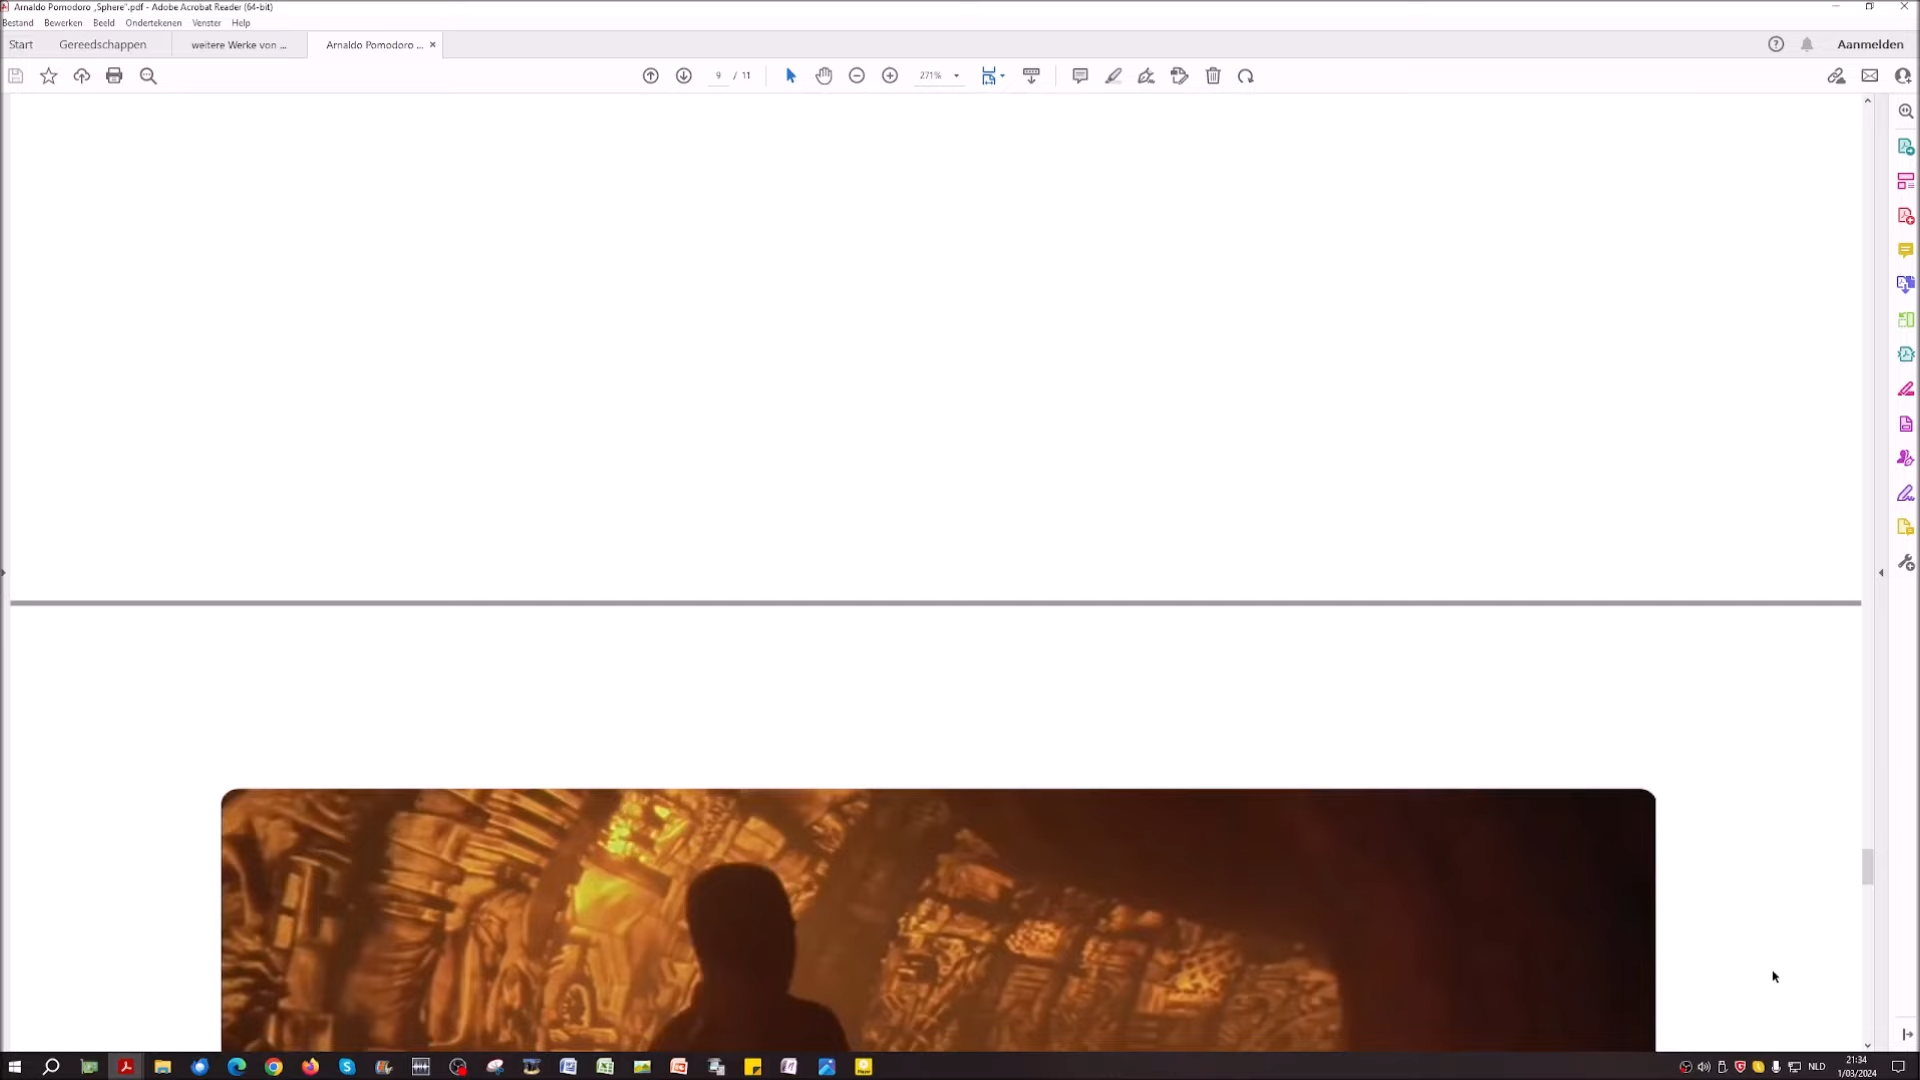 Arnaldo Pomodoro „Sphere".pdf - Adobe Acrobat Reader (64-bit)
Bestand Bewerken Beeld Ondertekenen Venster Help
Start Gereedschappen weitere Werke von ... Arnaldo Pomodoro ... × Aanmelden
9 / 11 271%
NLD
21:34
1/03/2024